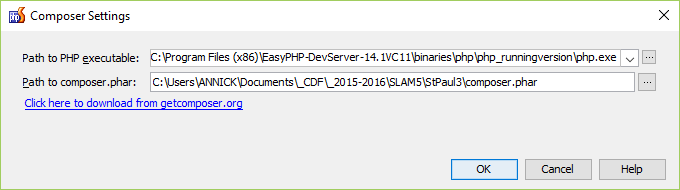 Composer Settings
Path to PHP executable: C:\Program Files (x86)\EasyPHP-DevServer-14.1VC11\binaries\php\php_runningversion\php.exe ...
Path to composer.phar: C:\Users\ANNICK\Documents\_CDF\_2015-2016\SLAM5\StPaul3\composer.phar ...
Click here to download from getcomposer.org
OK Cancel Help